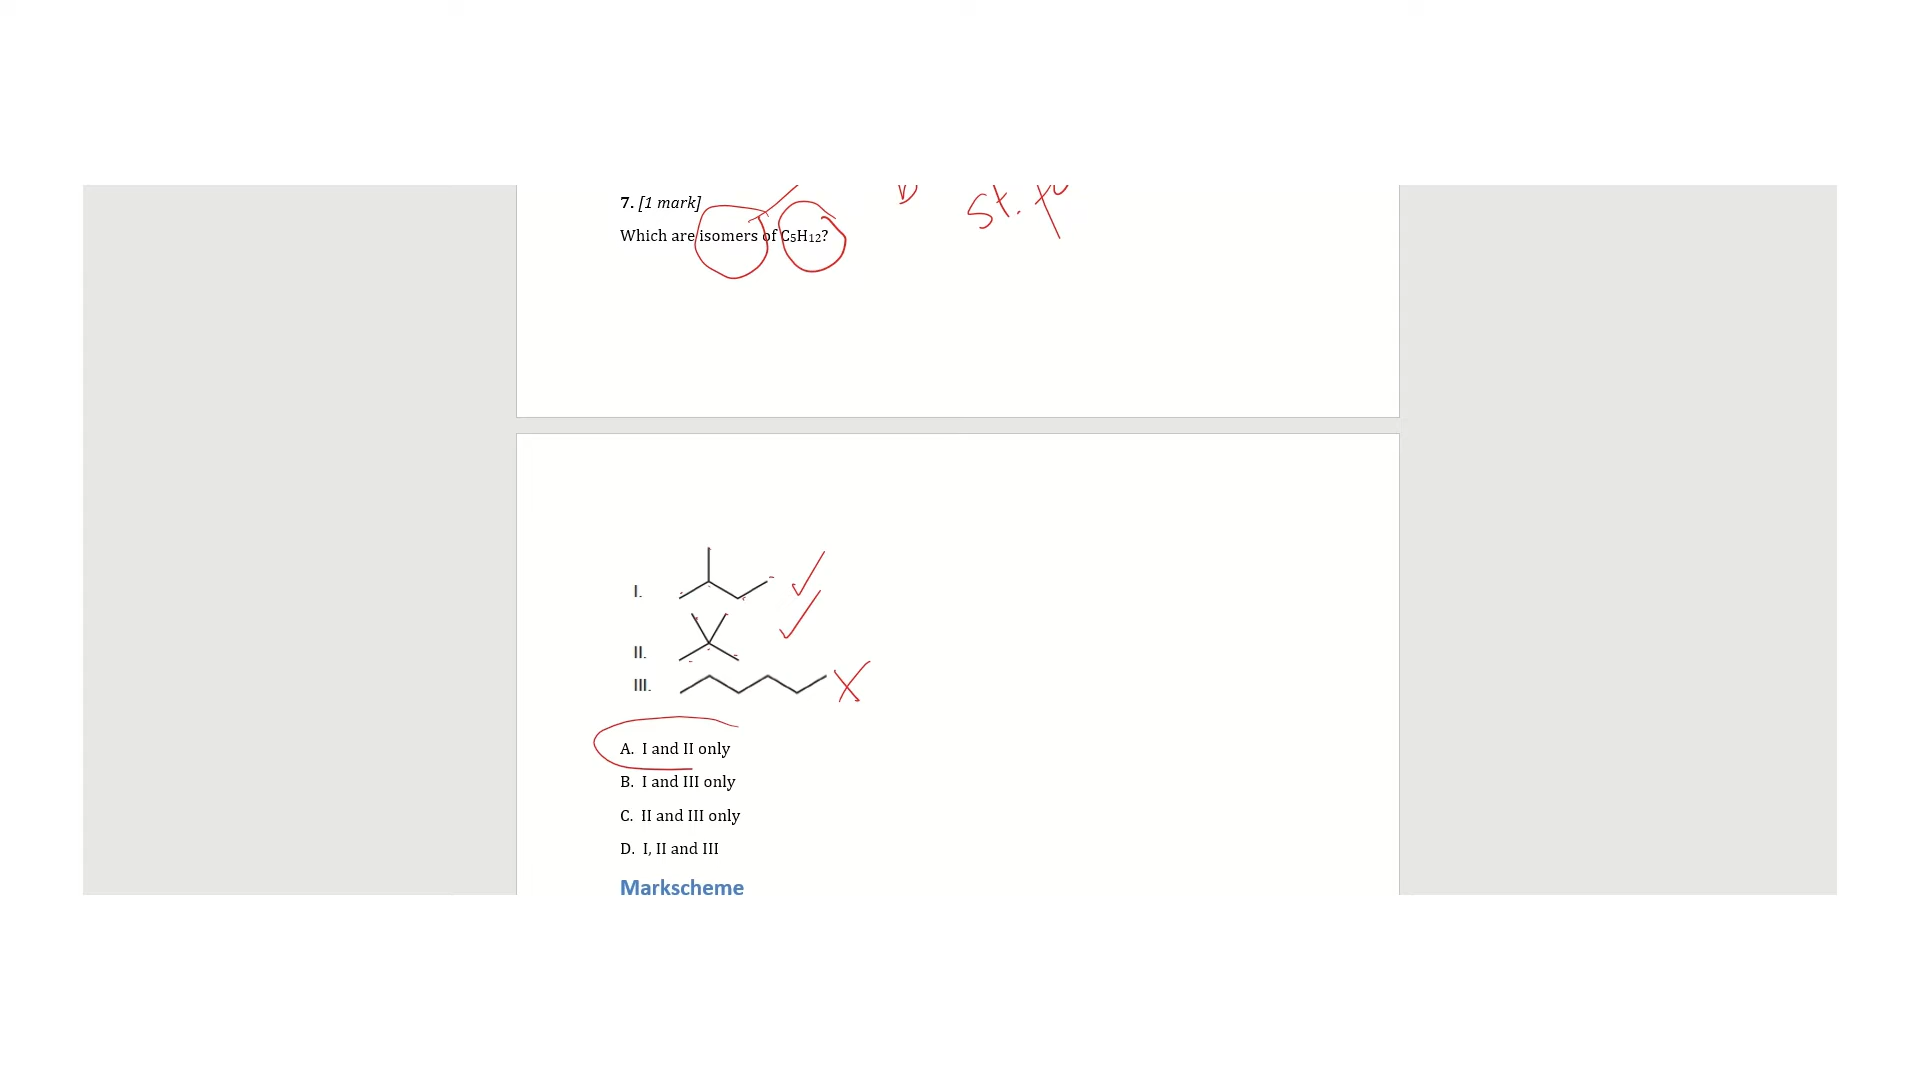 7. [1 mark]
St.
Which are isomers of C₅H₁₂?
I.
II.
III.
A. I and II only
B. I and III only
C. II and III only
D. I, II and III
Markscheme